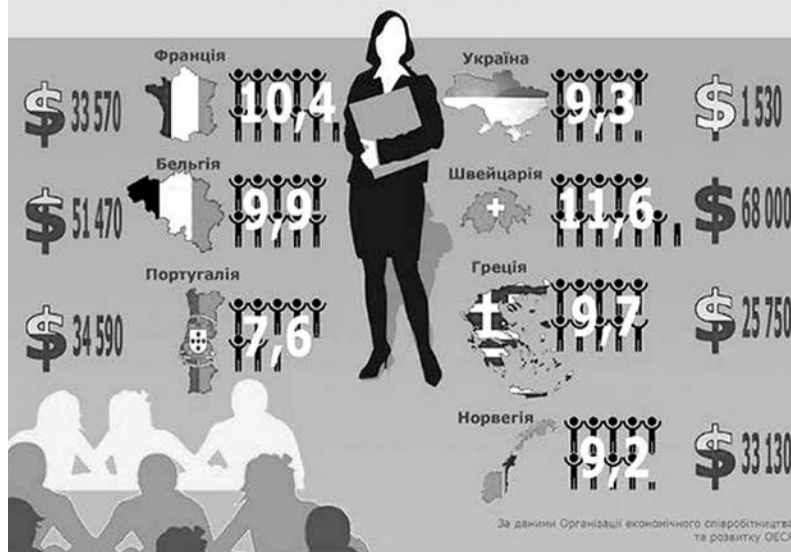 Франція
$ 33 570
10,4
Бельгія
$ 51 470
9,9
Португалія
$ 34 590
7,6
Україна
9,3
$ 1 530
Швейцарія
11,6
$ 68 000
Греція
9,7
$ 25 750
Норвегія
9,2
$ 33 130
За даними Організації економічного співробітництва
та розвитку OECP